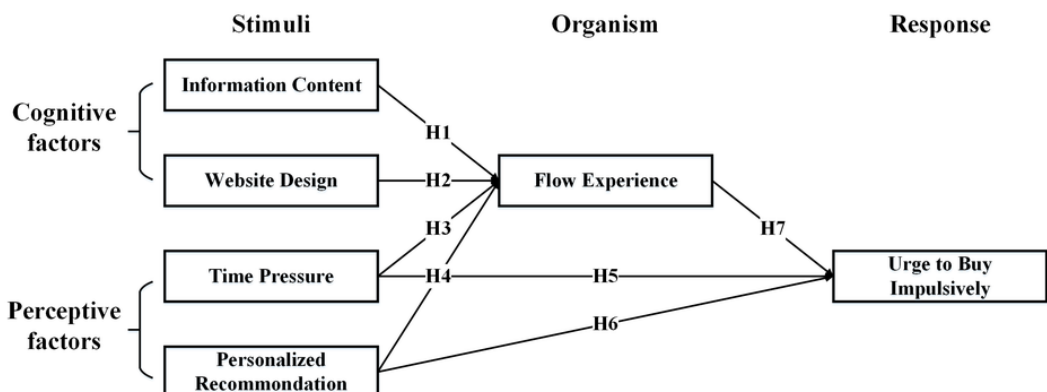 Stimuli
Organism
Response
Cognitive
factors
Information Content
H1
Website Design
H2
Flow Experience
H3
H7
Perceptive
factors
Time Pressure
H4
H5
Urge to Buy
Impulsively
H6
Personalized
Recommondation